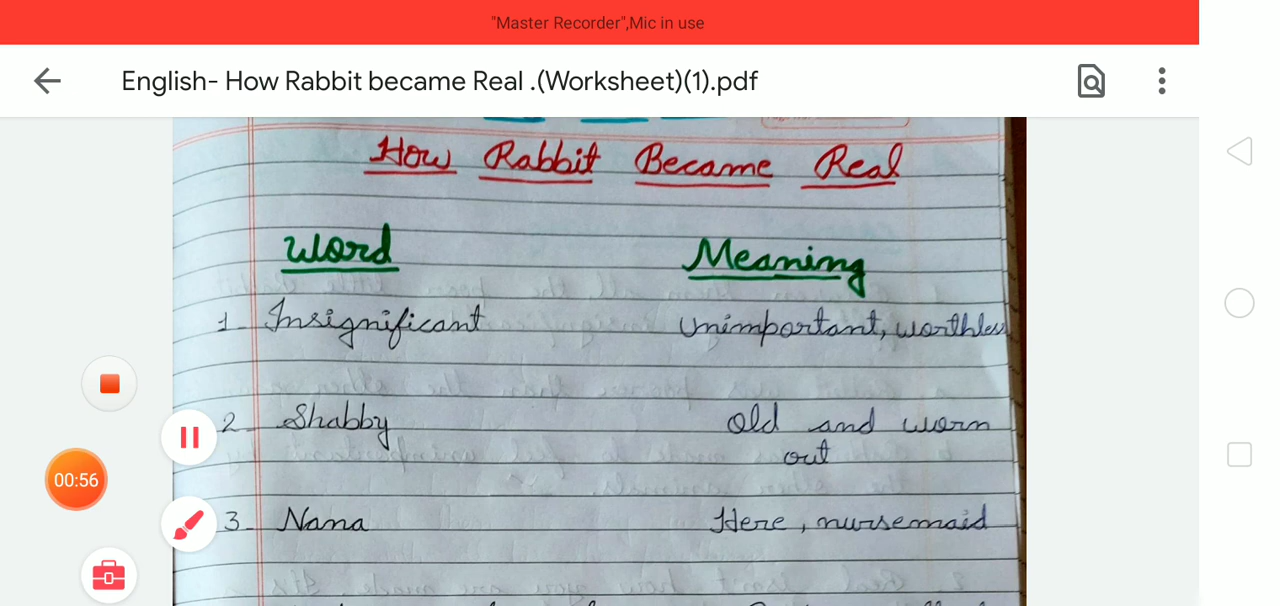 "Master Recorder",Mic in use
English- How Rabbit became Real .(Worksheet)(1).pdf
How Rabbit Became Real
Word Meaning
1 Insignificant Unimportant, worthless
2 Shabby Old and worn
out
00:56
3 Nana Here, nursemaid